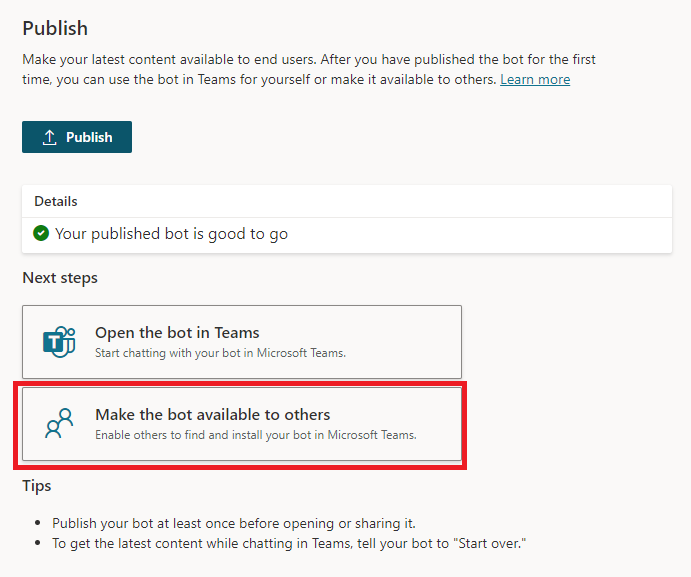 Publish
Make your latest content available to end users. After you have published the bot for the first
time, you can use the bot in Teams for yourself or make it available to others. Learn more
Publish
Details
Your published bot is good to go
Next steps
T
Open the bot in Teams
Start chatting with your bot in Microsoft Teams.
Make the bot available to others
Enable others to find and install your bot in Microsoft Teams.
Tips
• Publish your bot at least once before opening or sharing it.
• To get the latest content while chatting in Teams, tell your bot to "Start over."